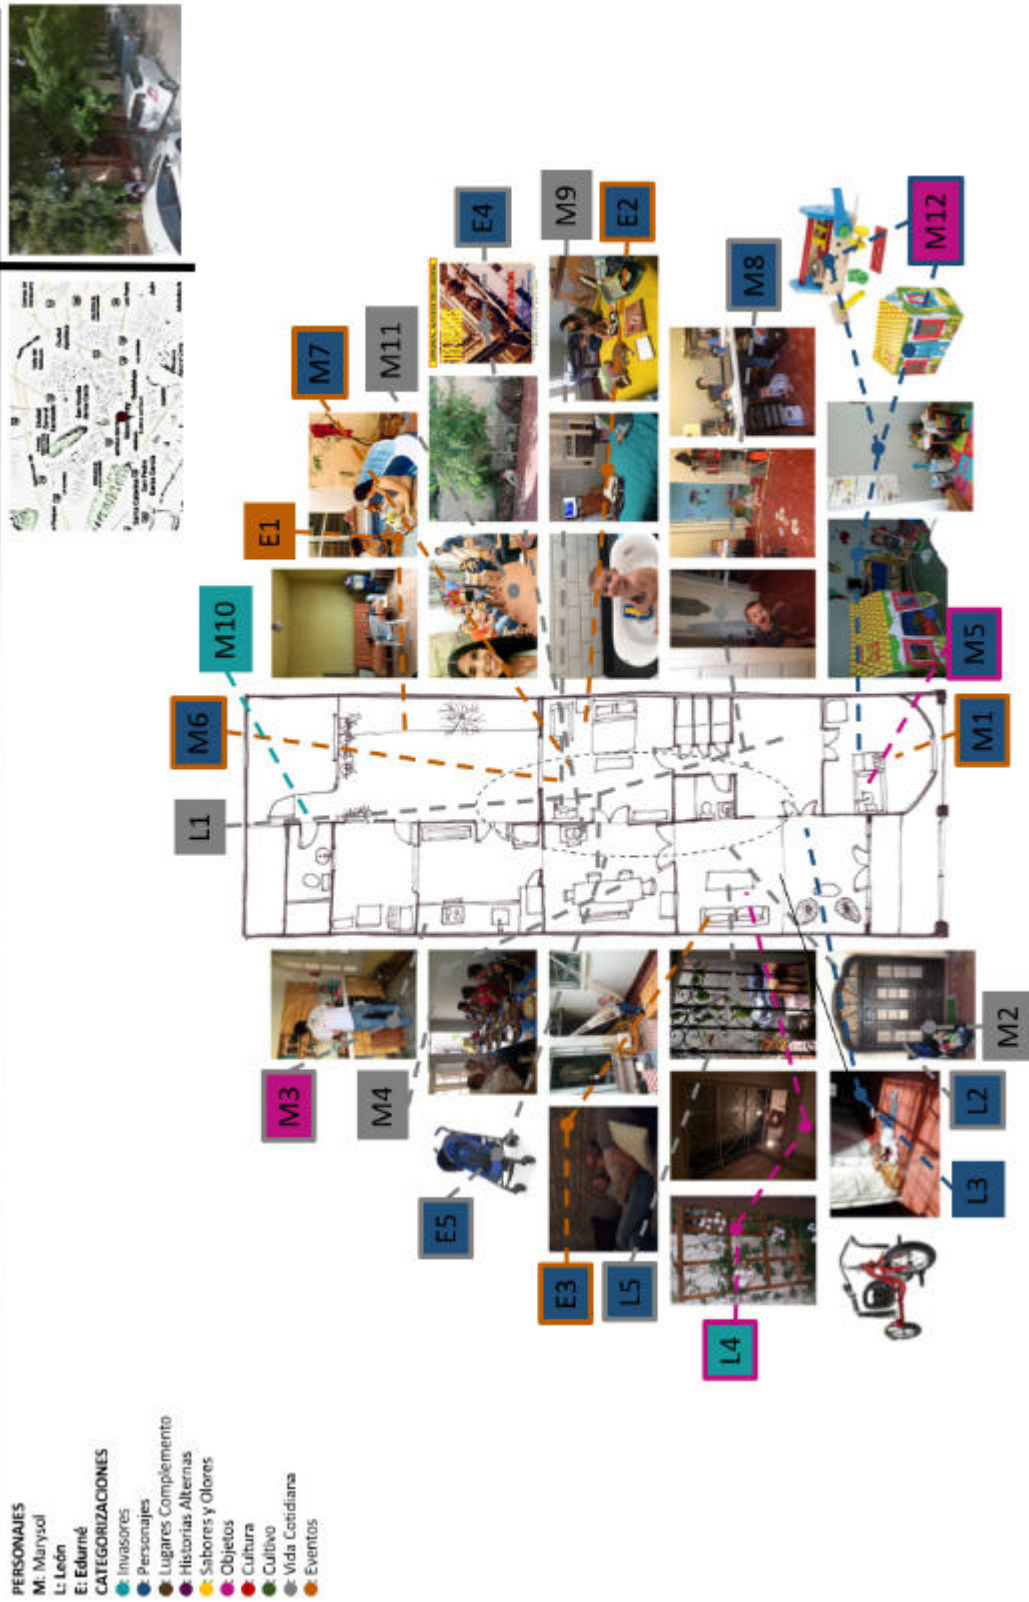 PERSONAJES
M: Marysol
L: León
E: Edurné
CATEGORIZACIONES
Invasores
Personajes
Lugares Complemento
Historias Alternas
Sabores y Olores
Objetos
Cultura
Cultivo
Vida Cotidiana
Eventos
M3
M4
E5
E3
L5
L4
L3
L2
M2
L1
M6
M10
E1
M7
M11
E4
M9
E2
M8
M12
M5
M1